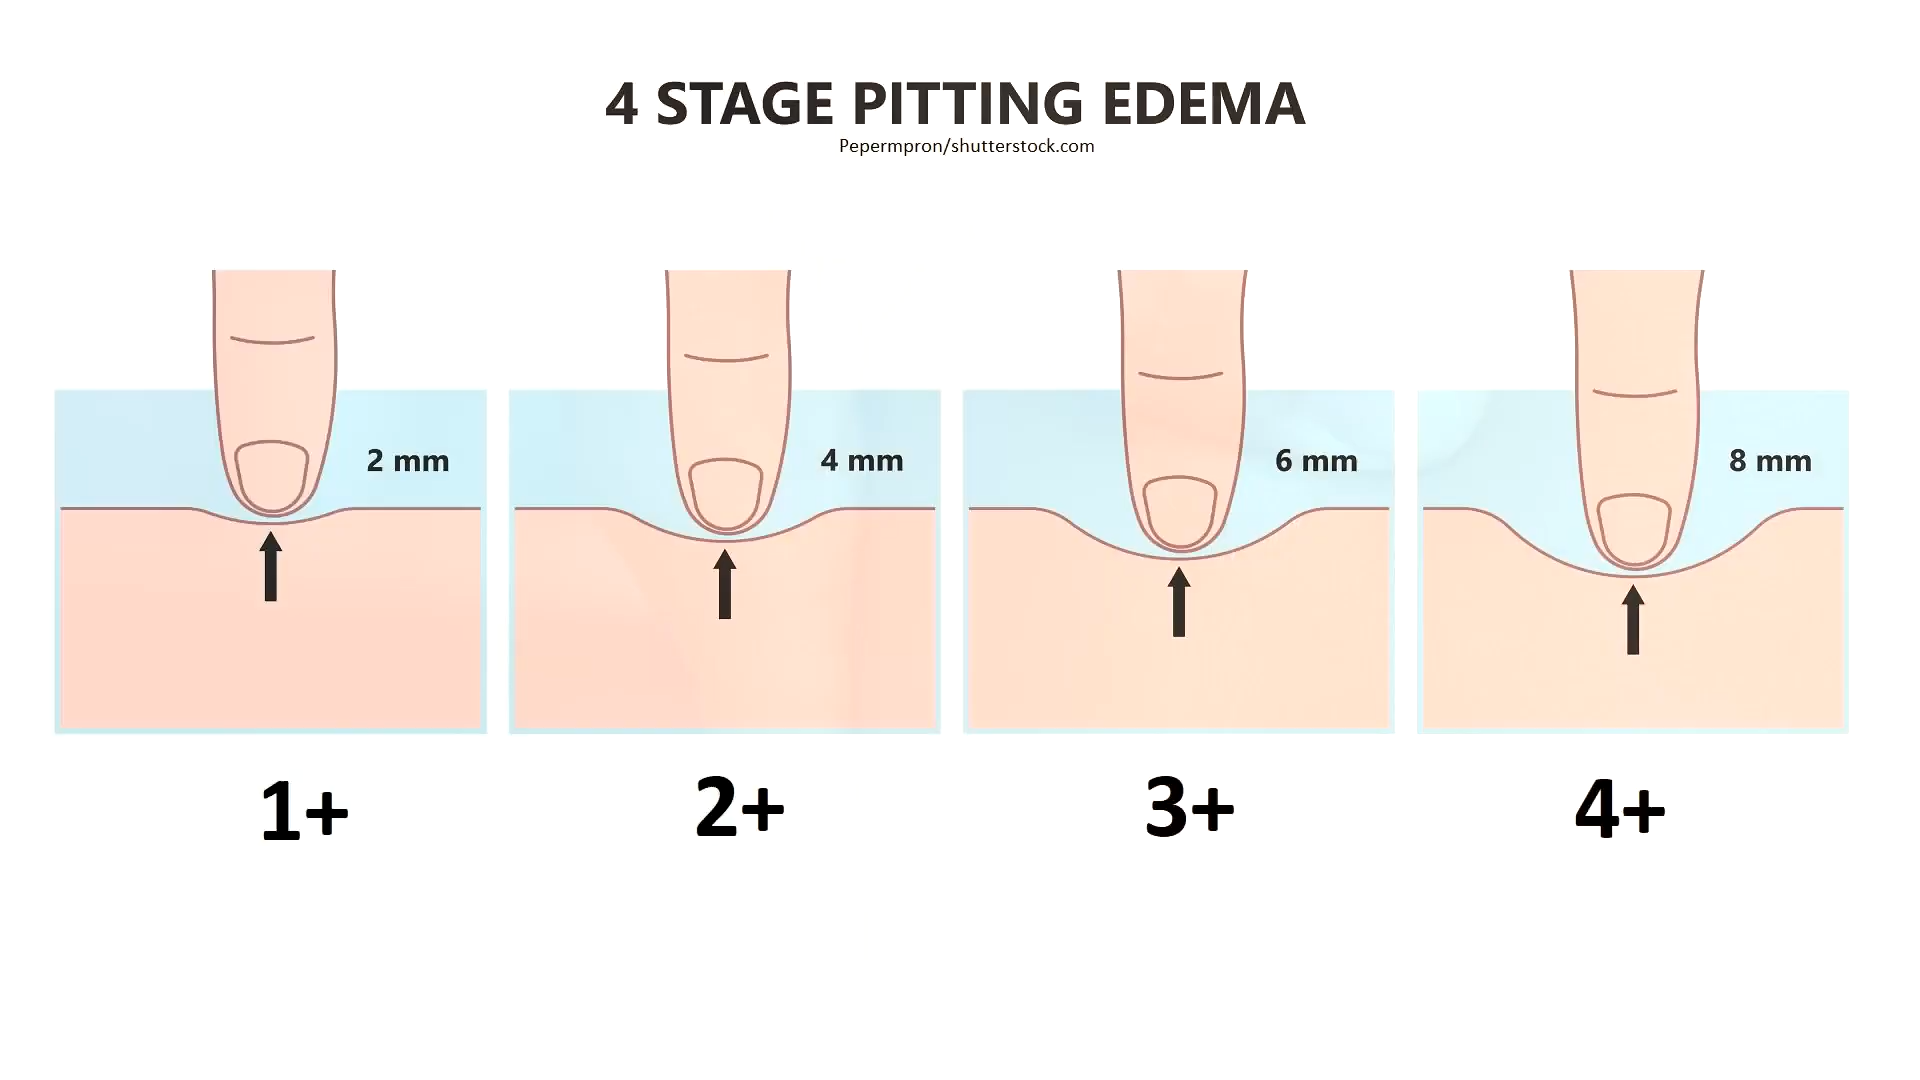 4 STAGE PITTING EDEMA
Pepermpron/shutterstock.com
2 mm
4 mm
6 mm
8 mm
1+
2+
3+
4+